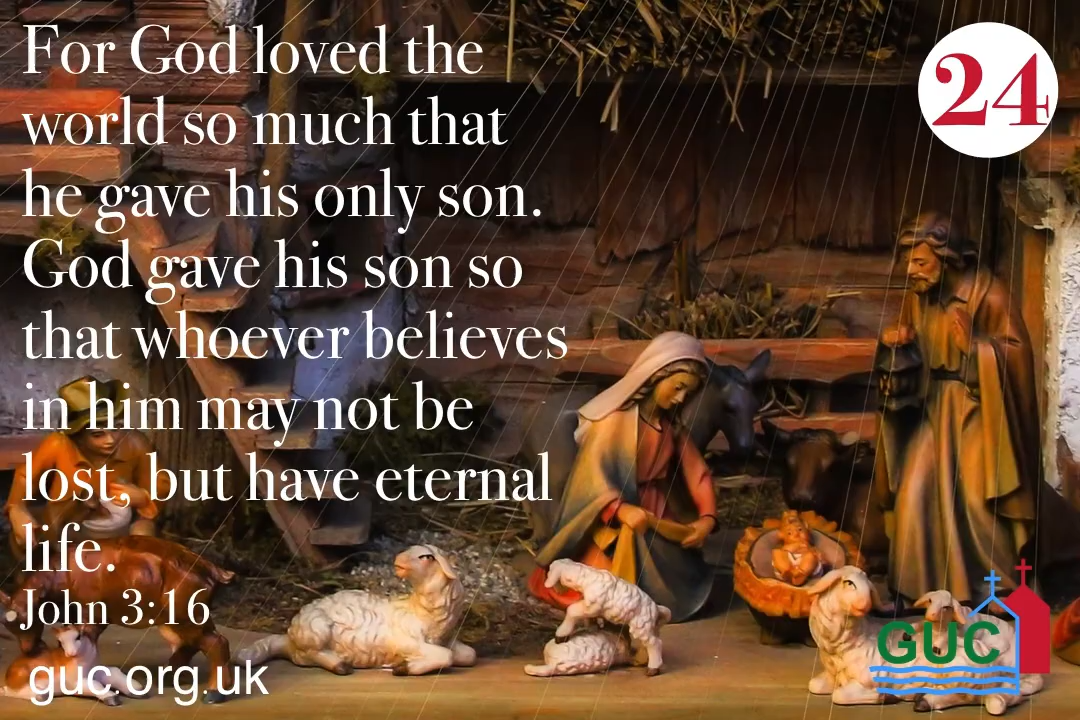 For God loved the
world so much that
he gave his only son.
God gave his son so
that whoever believes
in him may not be
lost, but have eternal
life.
John 3:16
guc.org.uk
24
GUC